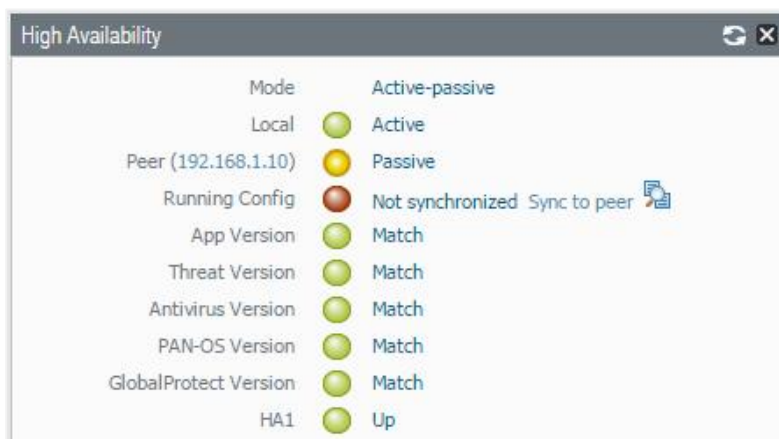 High Availability
Mode Active-passive
Local Active
Peer (192.168.1.10) Passive
Running Config Not synchronized Sync to peer
App Version Match
Threat Version Match
Antivirus Version Match
PAN-OS Version Match
GlobalProtect Version Match
HA1 Up